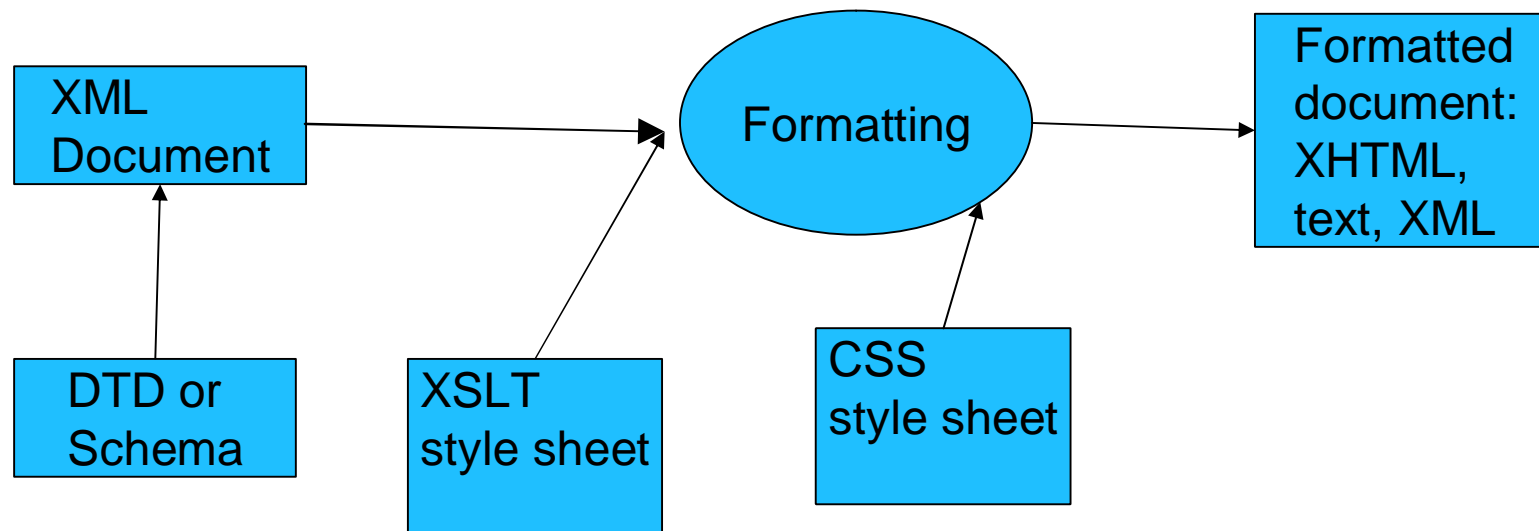 XML
Document
Formatting
Formatted
document:
XHTML,
text, XML
DTD or
Schema
XSLT
style sheet
CSS
style sheet